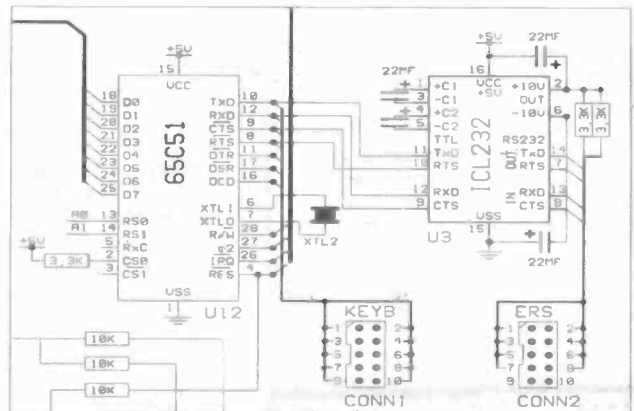 +5V
22MF
+5V
15
VCC
16
VCC
+5V
22MF
18 D0
19 D1
20 D2
21 D3
22 D4
23 D5
24 D6
25 D7
TXD 10
RXD 12
CTS 9
RTS 8
DTR 11
DSR 17
DCD 16
65C51
XTLI 6
XTLO 7
R/W 28
φ2 27
IRQ 26
RES 4
A0 13 RS0
A1 14 RS1
5 RxC
2 CS0
3 CS1
+5V
3,3K
VSS
1
U12
XTL2
1 +C1
3 -C1
4 +C2
5 -C2
TTL
11 TxD
10 RTS
12 RXD
9 CTS
ICL232
+10V 2
OUT
-10V 6
RS232
OUT
TxD 14
RTS 7
IN
RXD 13
CTS 8
VSS
15
U3
22MF
3,3K
3,3K
10K
10K
10K
KEYB
1 2
3 4
5 6
7 8
9 10
CONN1
ERS
1 2
3 4
5 6
7 8
9 10
CONN2